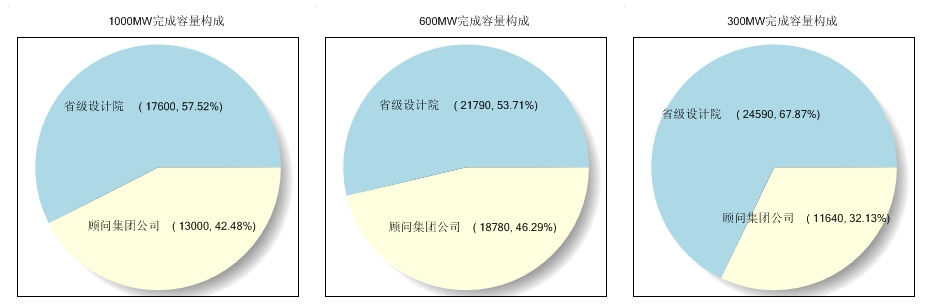 1000MW完成容量构成
省级设计院 ( 17600, 57.52%)
顾问集团公司 ( 13000, 42.48%)
600MW完成容量构成
省级设计院 ( 21790, 53.71%)
顾问集团公司 ( 18780, 46.29%)
300MW完成容量构成
省级设计院 ( 24590, 67.87%)
顾问集团公司 ( 11640, 32.13%)